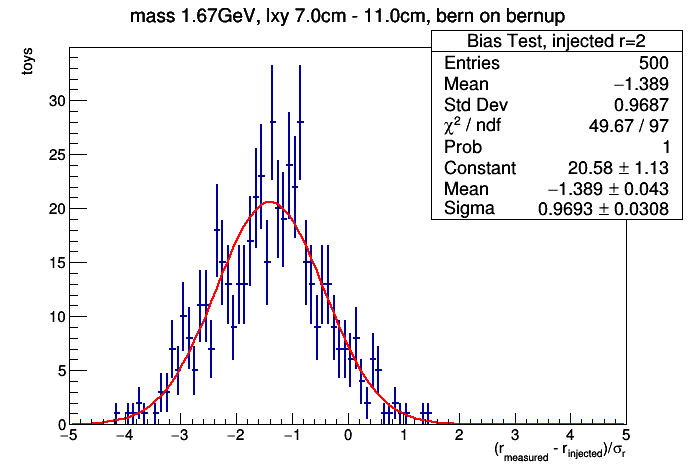 mass 1.67GeV, lxy 7.0cm - 11.0cm, bern on bernup
Bias Test, injected r=2
Entries 500
Mean −1.389
Std Dev 0.9687
χ² / ndf 49.67 / 97
Prob 1
Constant 20.58 ± 1.13
Mean −1.389 ± 0.043
Sigma 0.9693 ± 0.0308
toys
30
25
20
15
10
5
0
−5 −4 −3 −2 −1 0 1 2 3 4 5
(r_measured - r_injected)/σ_r